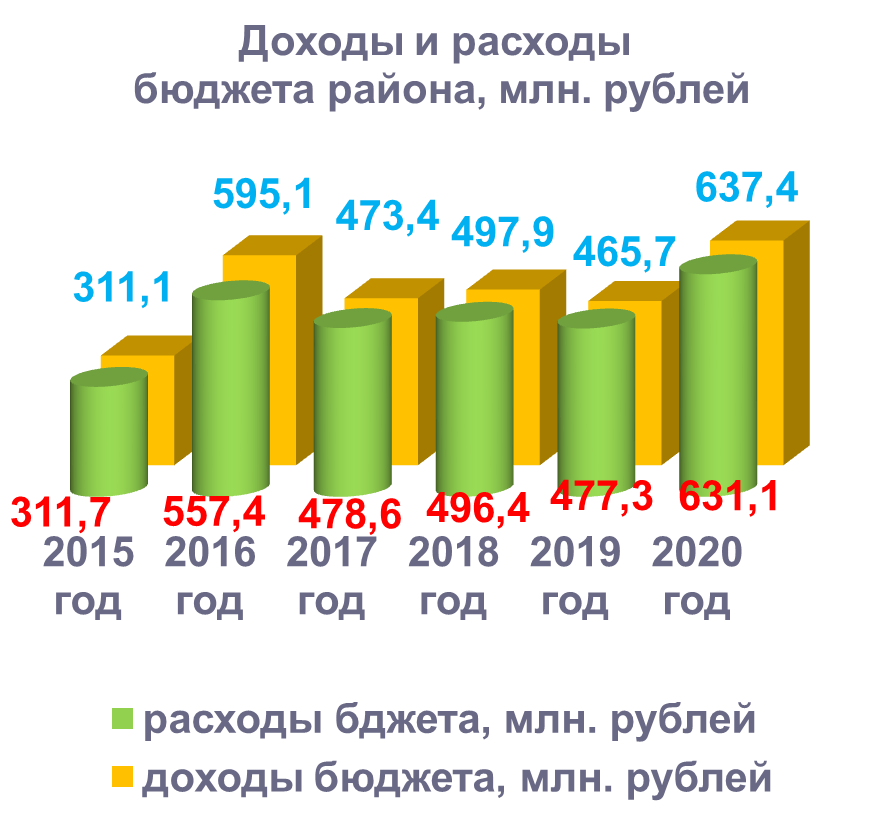 Доходы и расходы
бюджета района, млн. рублей
637,4
595,1
473,4
497,9
465,7
311,1
311,7
557,4
478,6
496,4
477,3
631,1
2015 год
2016 год
2017 год
2018 год
2019 год
2020 год
расходы бджета, млн. рублей
доходы бюджета, млн. рублей